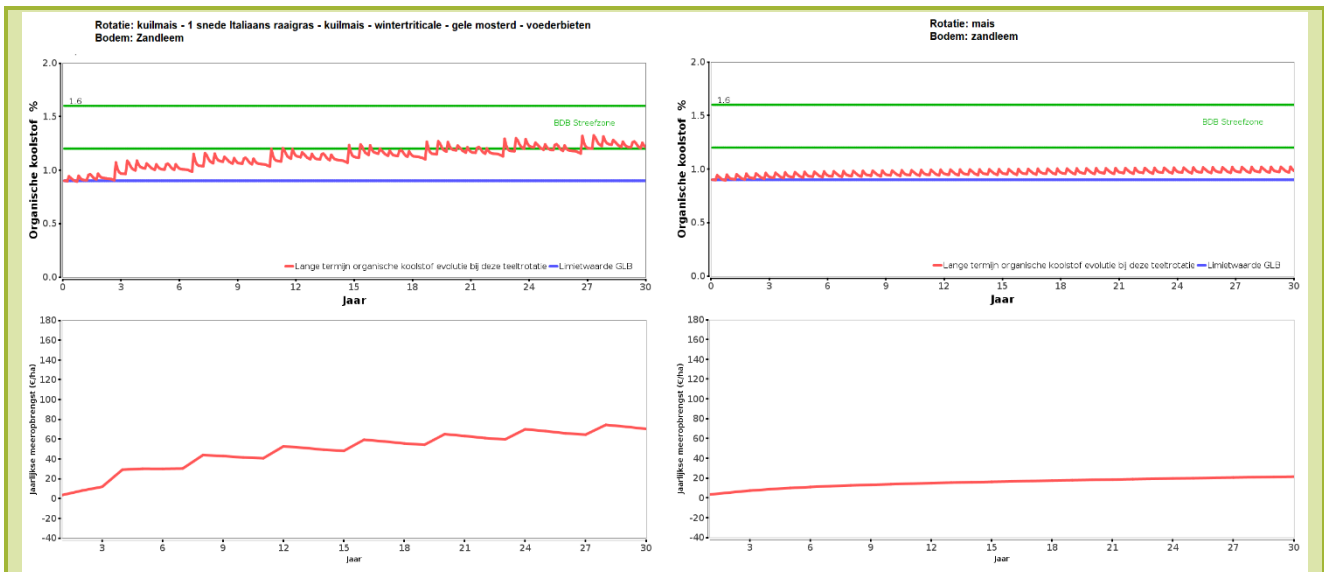 Rotatie: kuilmais - 1 snede Italiaans raaigras - kuilmais - wintertriticale - gele mosterd - voederbieten
Bodem: Zandleem
2.0
1.6
1.5
BDB Streefzone
1.0
0.5
0.0
Organische koolstof %
Lange termijn organische koolstof evolutie bij deze teeltrotatie Limietwaarde GLB
0 3 6 9 12 15 18 21 24 27 30
Jaar
Rotatie: mais
Bodem: zandleem
2.0
1.6
1.5
BDB Streefzone
1.0
0.5
0.0
Organische koolstof %
Lange termijn organische koolstof evolutie bij deze teeltrotatie Limietwaarde GLB
0 3 6 9 12 15 18 21 24 27 30
Jaar
180
160
140
120
100
80
60
40
20
0
-20
-40
Jaarlijkse meeropbrengst (€/ha)
3 6 9 12 15 18 21 24 27 30
Jaar
180
160
140
120
100
80
60
40
20
0
-20
-40
Jaarlijkse meeropbrengst (€/ha)
3 6 9 12 15 18 21 24 27 30
Jaar